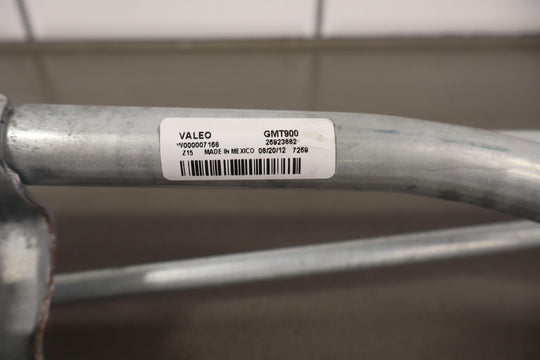 VALEO GMT900
W000007168 25923882
Z15 MADE IN MEXICO 08/20/12 7259